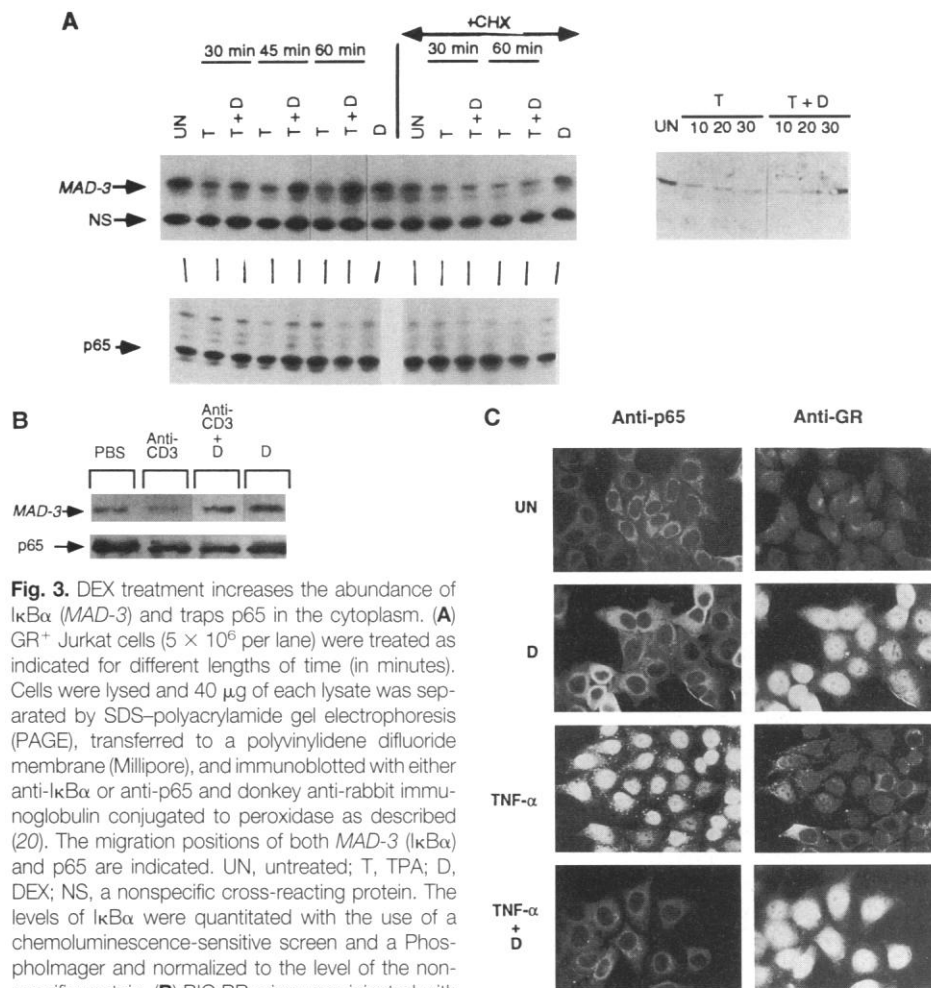 A
+CHX
30 min 45 min 60 min
30 min 60 min
UN T T + D T T + D T T + D D UN T T + D T T + D D
T T + D
UN 10 20 30 10 20 30
MAD-3
NS
p65
B
PBS Anti-CD3 Anti-CD3 + D D
MAD-3
p65
C
Anti-p65 Anti-GR
UN
D
TNF-α
TNF-α + D
Fig. 3. DEX treatment increases the abundance of
IκBα (MAD-3) and traps p65 in the cytoplasm. (A)
GR⁺ Jurkat cells (5 × 10⁶ per lane) were treated as
indicated for different lengths of time (in minutes).
Cells were lysed and 40 μg of each lysate was sep-
arated by SDS–polyacrylamide gel electrophoresis
(PAGE), transferred to a polyvinylidene difluoride
membrane (Millipore), and immunoblotted with either
anti-IκBα or anti-p65 and donkey anti-rabbit immu-
noglobulin conjugated to peroxidase as described
(20). The migration positions of both MAD-3 (IκBα)
and p65 are indicated. UN, untreated; T, TPA; D,
DEX; NS, a nonspecific cross-reacting protein. The
levels of IκBα were quantitated with the use of a
chemoluminescence-sensitive screen and a Phos-
phoImager and normalized to the level of the non-